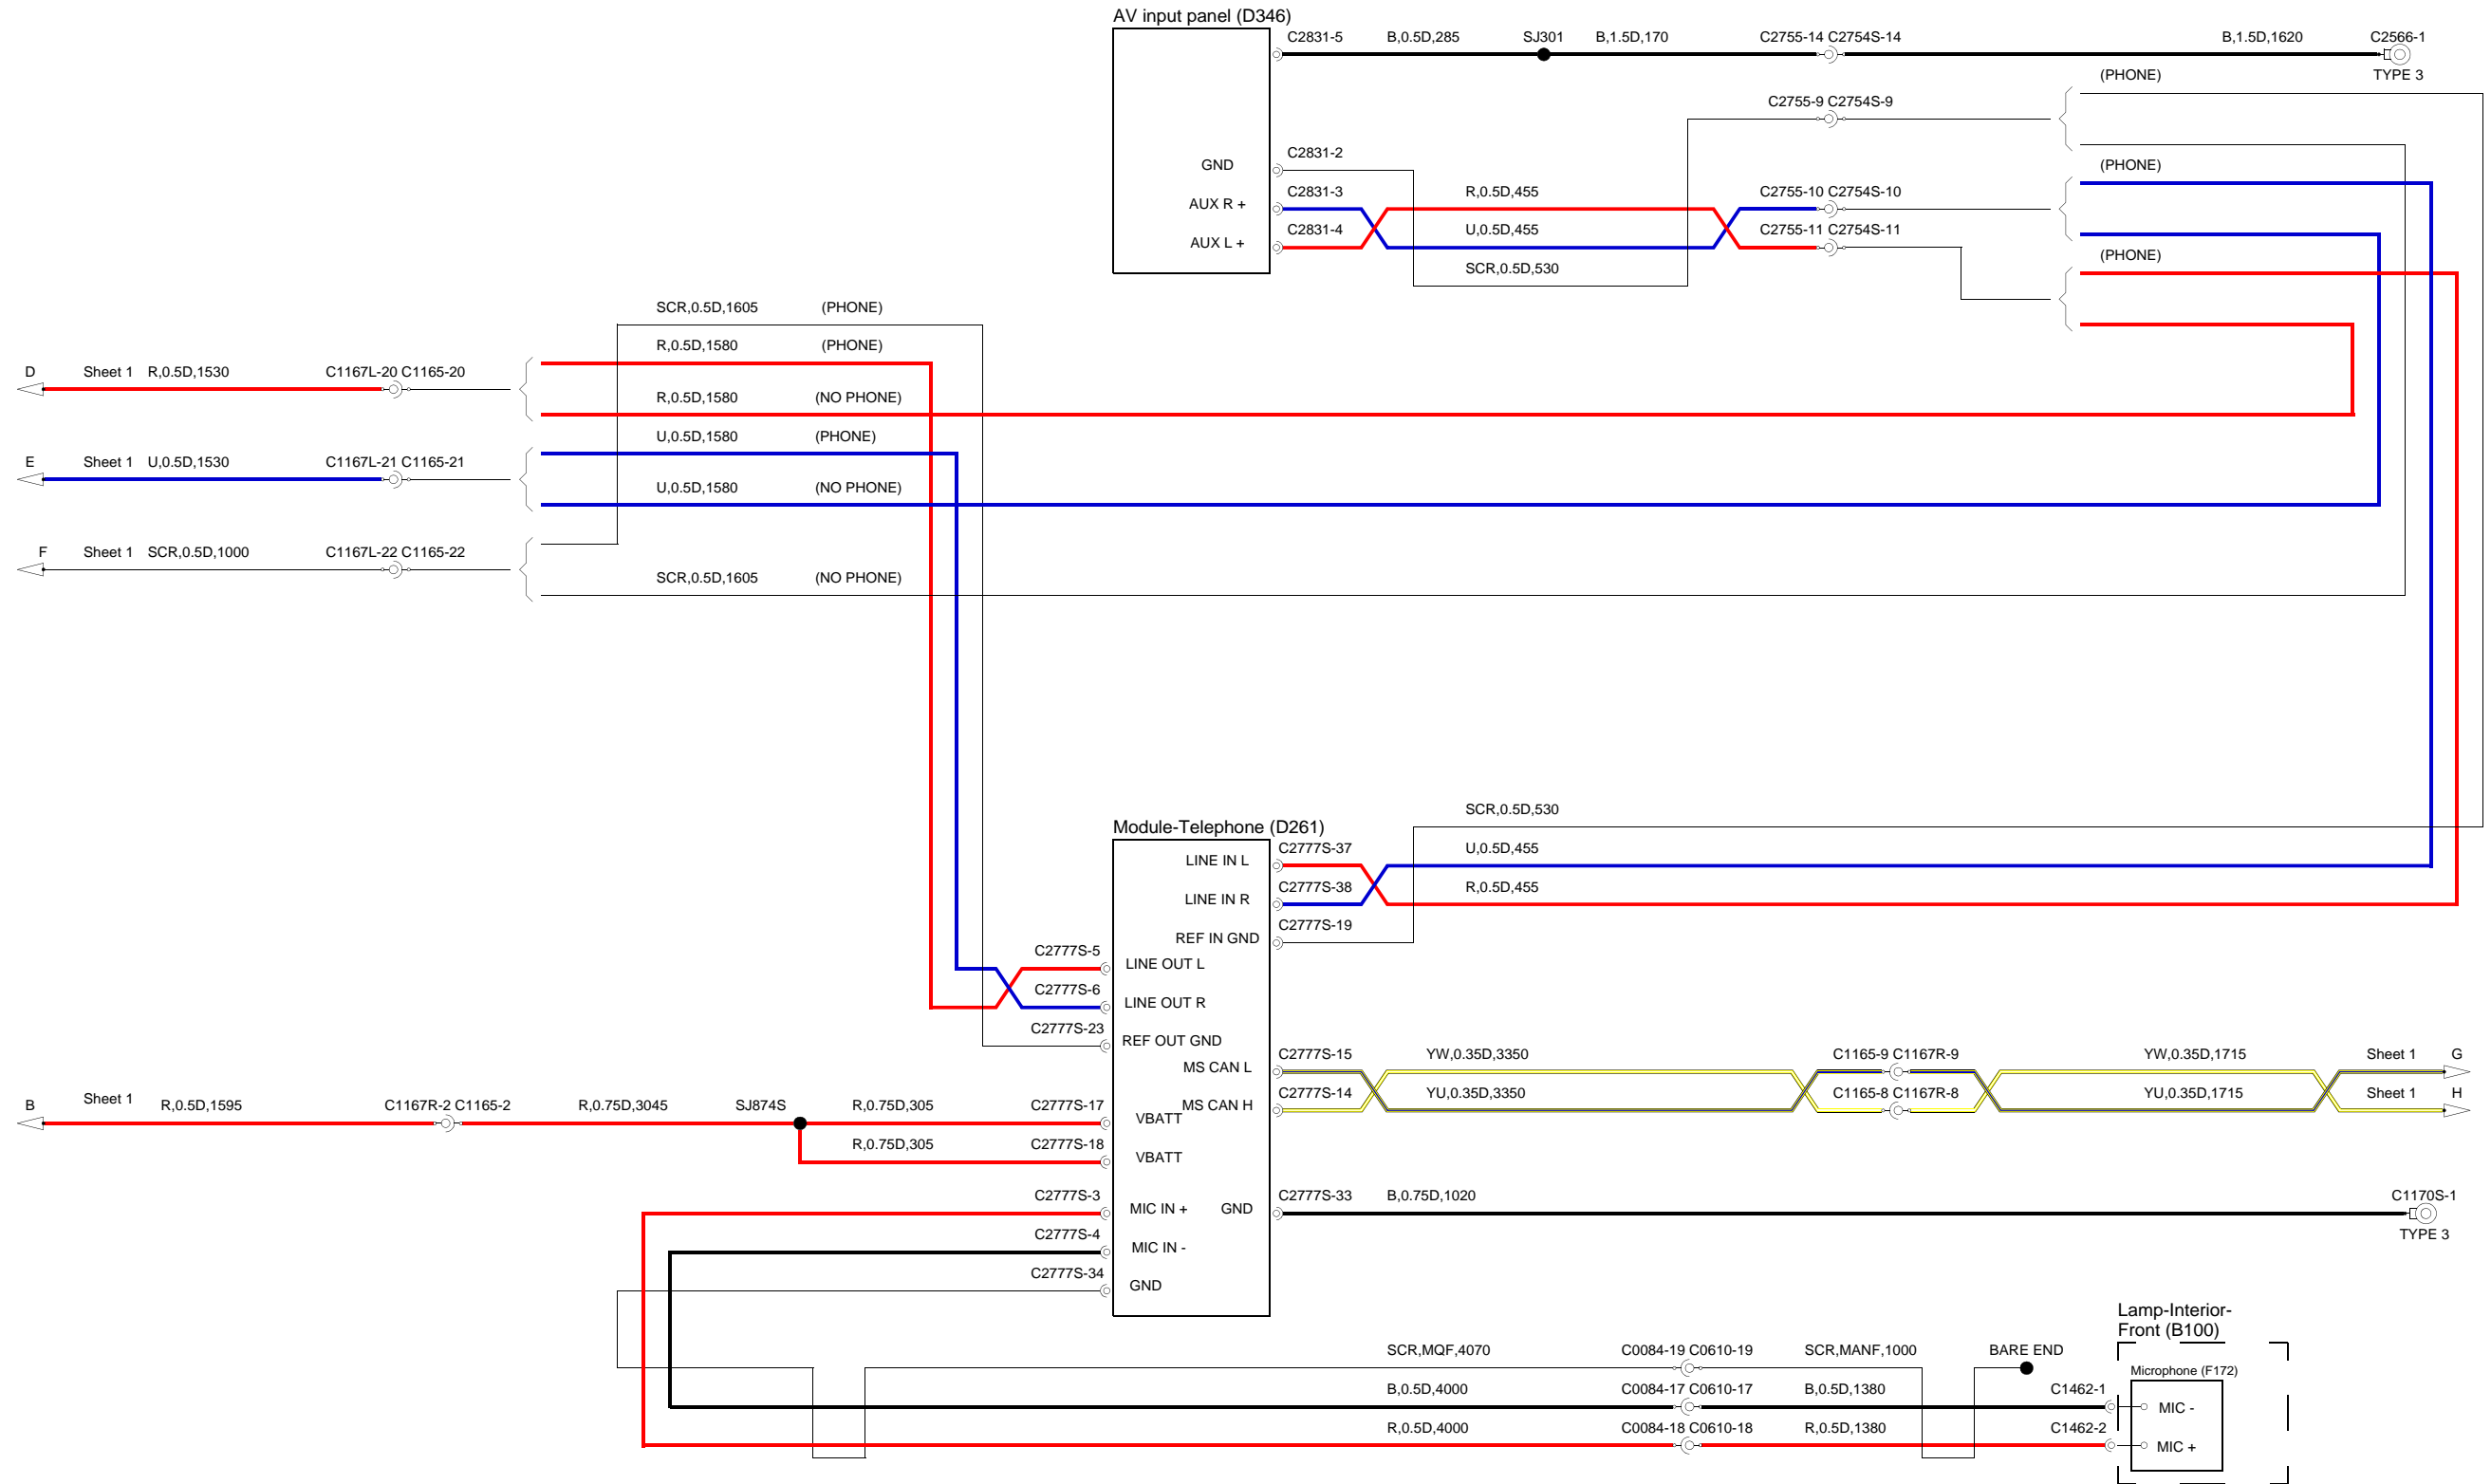 AV input panel (D346)
C2831-5 B,0.5D,285 SJ301 B,1.5D,170 C2755-14 C2754S-14 B,1.5D,1620 C2566-1
TYPE 3
(PHONE)
C2755-9 C2754S-9
C2831-2
GND
(PHONE)
C2831-3 R,0.5D,455 C2755-10 C2754S-10
AUX R +
C2831-4 U,0.5D,455 C2755-11 C2754S-11
AUX L +
(PHONE)
SCR,0.5D,530
SCR,0.5D,1605 (PHONE)
R,0.5D,1580 (PHONE)
D Sheet 1 R,0.5D,1530 C1167L-20 C1165-20
R,0.5D,1580 (NO PHONE)
U,0.5D,1580 (PHONE)
E Sheet 1 U,0.5D,1530 C1167L-21 C1165-21
U,0.5D,1580 (NO PHONE)
F Sheet 1 SCR,0.5D,1000 C1167L-22 C1165-22
SCR,0.5D,1605 (NO PHONE)
SCR,0.5D,530
Module-Telephone (D261)
C2777S-37 U,0.5D,455
LINE IN L
C2777S-38 R,0.5D,455
LINE IN R
C2777S-19
REF IN GND
C2777S-5
LINE OUT L
C2777S-6
LINE OUT R
C2777S-23
REF OUT GND
C2777S-15 YW,0.35D,3350 C1165-9 C1167R-9 YW,0.35D,1715 Sheet 1 G
MS CAN L
C2777S-14 YU,0.35D,3350 C1165-8 C1167R-8 YU,0.35D,1715 Sheet 1 H
MS CAN H
B Sheet 1 R,0.5D,1595 C1167R-2 C1165-2 R,0.75D,3045 SJ874S R,0.75D,305 C2777S-17
VBATT
R,0.75D,305 C2777S-18
VBATT
C2777S-3
MIC IN +
GND C2777S-33 B,0.75D,1020 C1170S-1
TYPE 3
C2777S-4
MIC IN -
C2777S-34
GND
Lamp-Interior-
Front (B100)
SCR,MQF,4070 C0084-19 C0610-19 SCR,MANF,1000 BARE END
Microphone (F172)
B,0.5D,4000 C0084-17 C0610-17 B,0.5D,1380 C1462-1
MIC -
R,0.5D,4000 C0084-18 C0610-18 R,0.5D,1380 C1462-2
MIC +